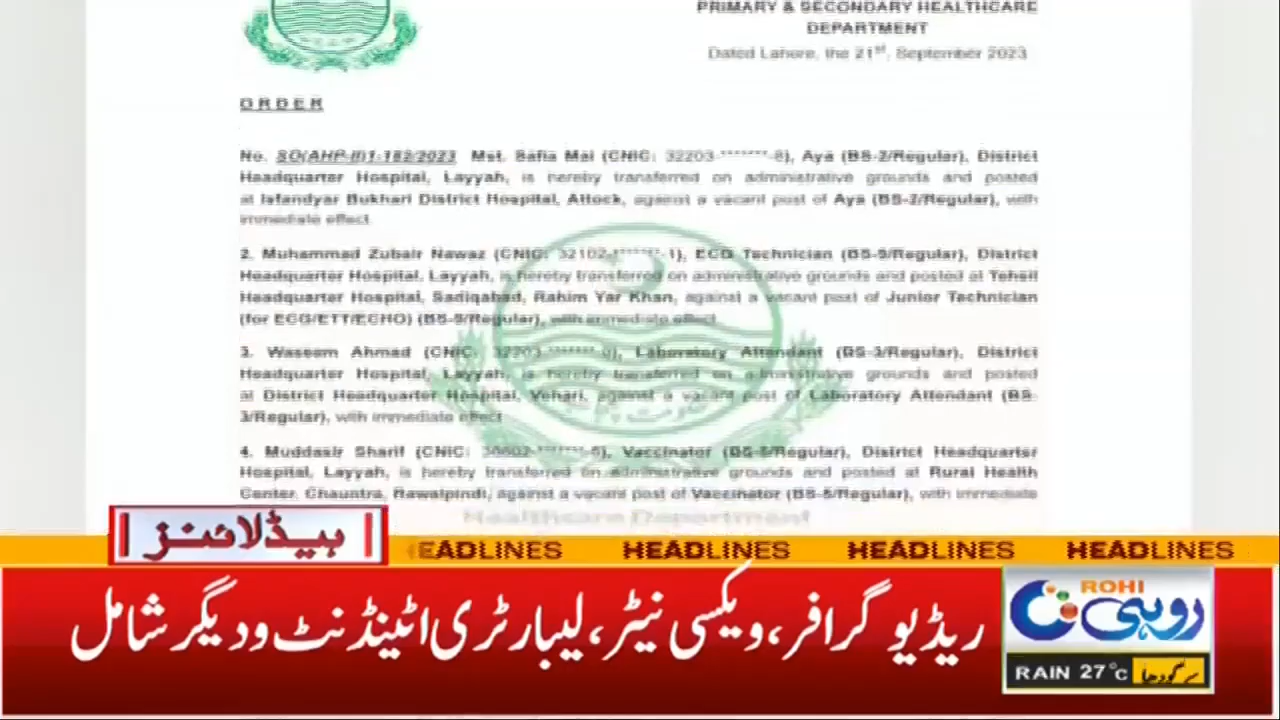 PRIMARY & SECONDARY HEALTHCARE
DEPARTMENT
Dated Lahore, the 21st, September 2023
ORDER
No. SO(AHP-II)1-182/2023 Mst. Safia Mai (CNIC: 32203-*******-8), Aya (BS-2/Regular), District
Headquarter Hospital, Layyah, is hereby transferred on administrative grounds and posted
at Isfandyar Bukhari District Hospital, Attock, against a vacant post of Aya (BS-2/Regular), with
immediate effect.
2. Muhammad Zubair Nawaz (CNIC: 32102-*******-1), ECG Technician (BS-9/Regular), District
Headquarter Hospital, Layyah, is hereby transferred on administrative grounds and posted at Tehsil
Headquarter Hospital, Sadiqabad, Rahim Yar Khan, against a vacant post of Junior Technician
(for ECG/ETT/ECHO) (BS-9/Regular), with immediate effect.
3. Waseem Ahmad (CNIC: 32203-*******-), Laboratory Attendant (BS-3/Regular), District
Headquarter Hospital, Layyah, is hereby transferred on administrative grounds and posted
at District Headquarter Hospital, Vehari, against a vacant post of Laboratory Attendant (BS-
3/Regular), with immediate effect
4. Muddasir Sharif (CNIC: *******), Vaccinator (BS-/Regular), District Headquarter
Hospital, Layyah, is hereby transferred on administrative grounds and posted at Rural Health
Center, Chauntra, Rawalpindi, against a vacant post of Vaccinator (BS-/Regular), with immediate
Healthcare Department
ہیڈلائنز
EADLINES HEADLINES HEADLINES HEADLINES
ریڈیو گرافر، ویکسی نیٹر، لیبارٹری اٹینڈنٹ و دیگر شامل
ROHI
روہی
RAIN 27°C سرگودھا